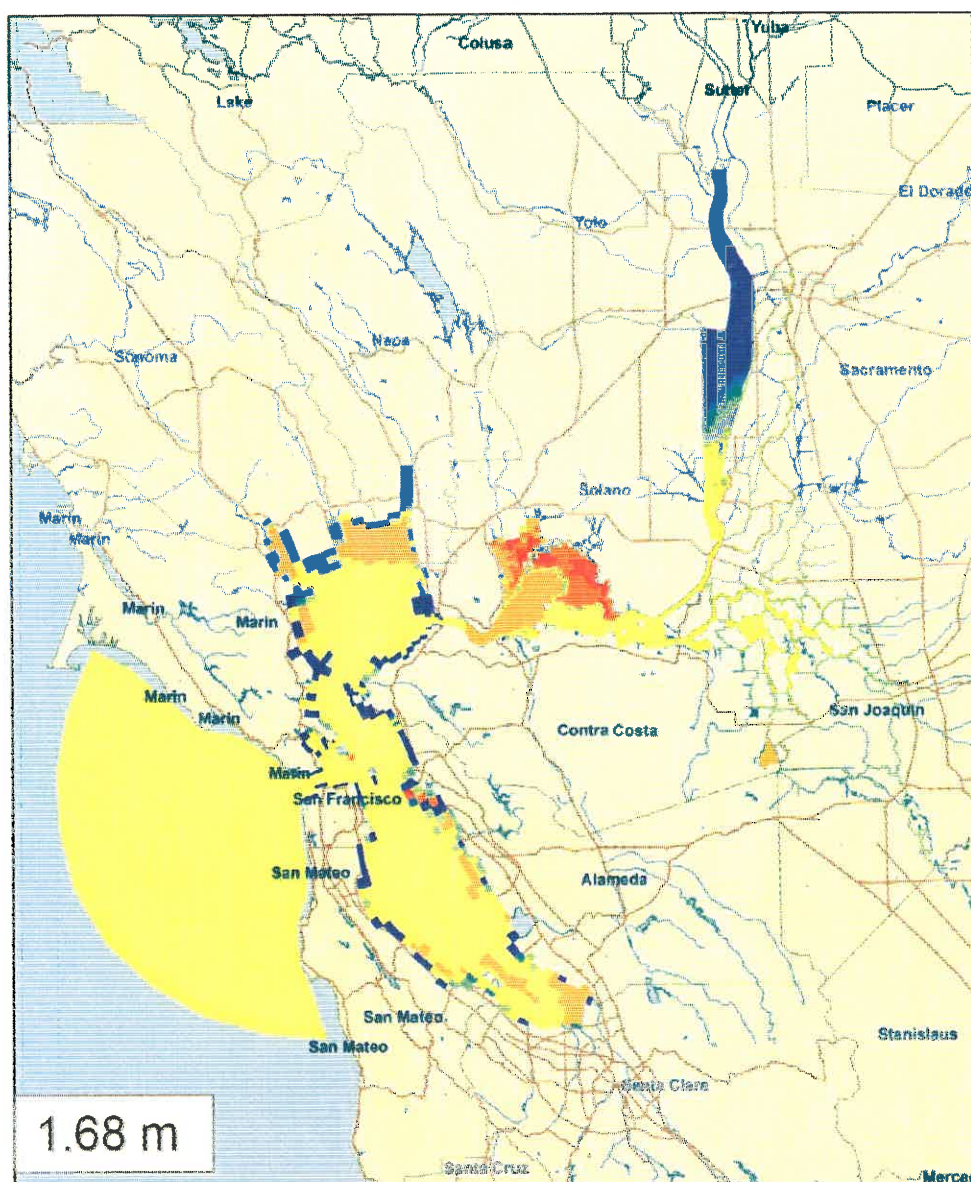 Yuba
Colusa
Sutter
Lake
Placer
El Dorado
Yolo
Napa
Sonoma
Sacramento
Solano
Marin
Marin
Marin
Marin
Marin
San Joaquin
Marin
Contra Costa
Marin
San Francisco
San Mateo
Alameda
San Mateo
Stanislaus
San Mateo
Santa Clara
1.68 m
Santa Cruz
Merce